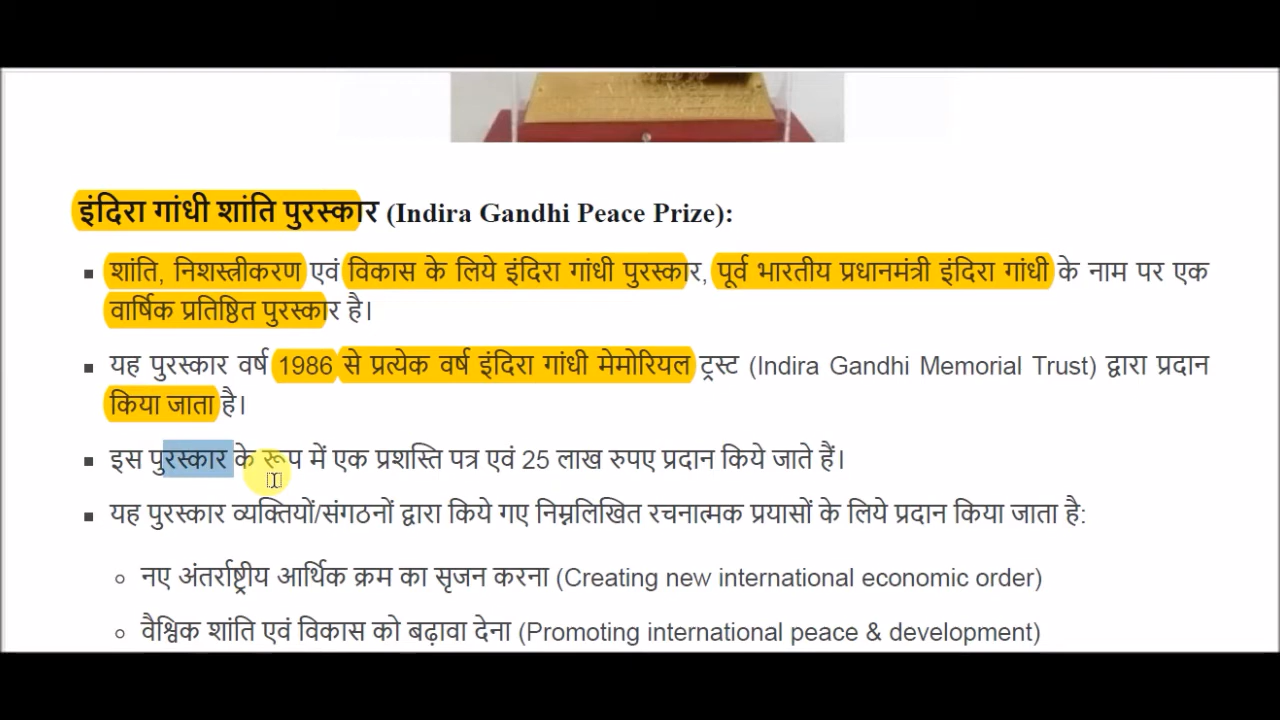 इंदिरा गांधी शांति पुरस्कार (Indira Gandhi Peace Prize):
शांति, निशस्त्रीकरण एवं विकास के लिये इंदिरा गांधी पुरस्कार, पूर्व भारतीय प्रधानमंत्री इंदिरा गांधी के नाम पर एक
वार्षिक प्रतिष्ठित पुरस्कार है।
यह पुरस्कार वर्ष 1986 से प्रत्येक वर्ष इंदिरा गांधी मेमोरियल ट्रस्ट (Indira Gandhi Memorial Trust) द्वारा प्रदान
किया जाता है।
इस पुरस्कार के रूप में एक प्रशस्ति पत्र एवं 25 लाख रुपए प्रदान किये जाते हैं।
यह पुरस्कार व्यक्तियों/संगठनों द्वारा किये गए निम्नलिखित रचनात्मक प्रयासों के लिये प्रदान किया जाता है:
नए अंतर्राष्ट्रीय आर्थिक क्रम का सृजन करना (Creating new international economic order)
वैश्विक शांति एवं विकास को बढ़ावा देना (Promoting international peace & development)